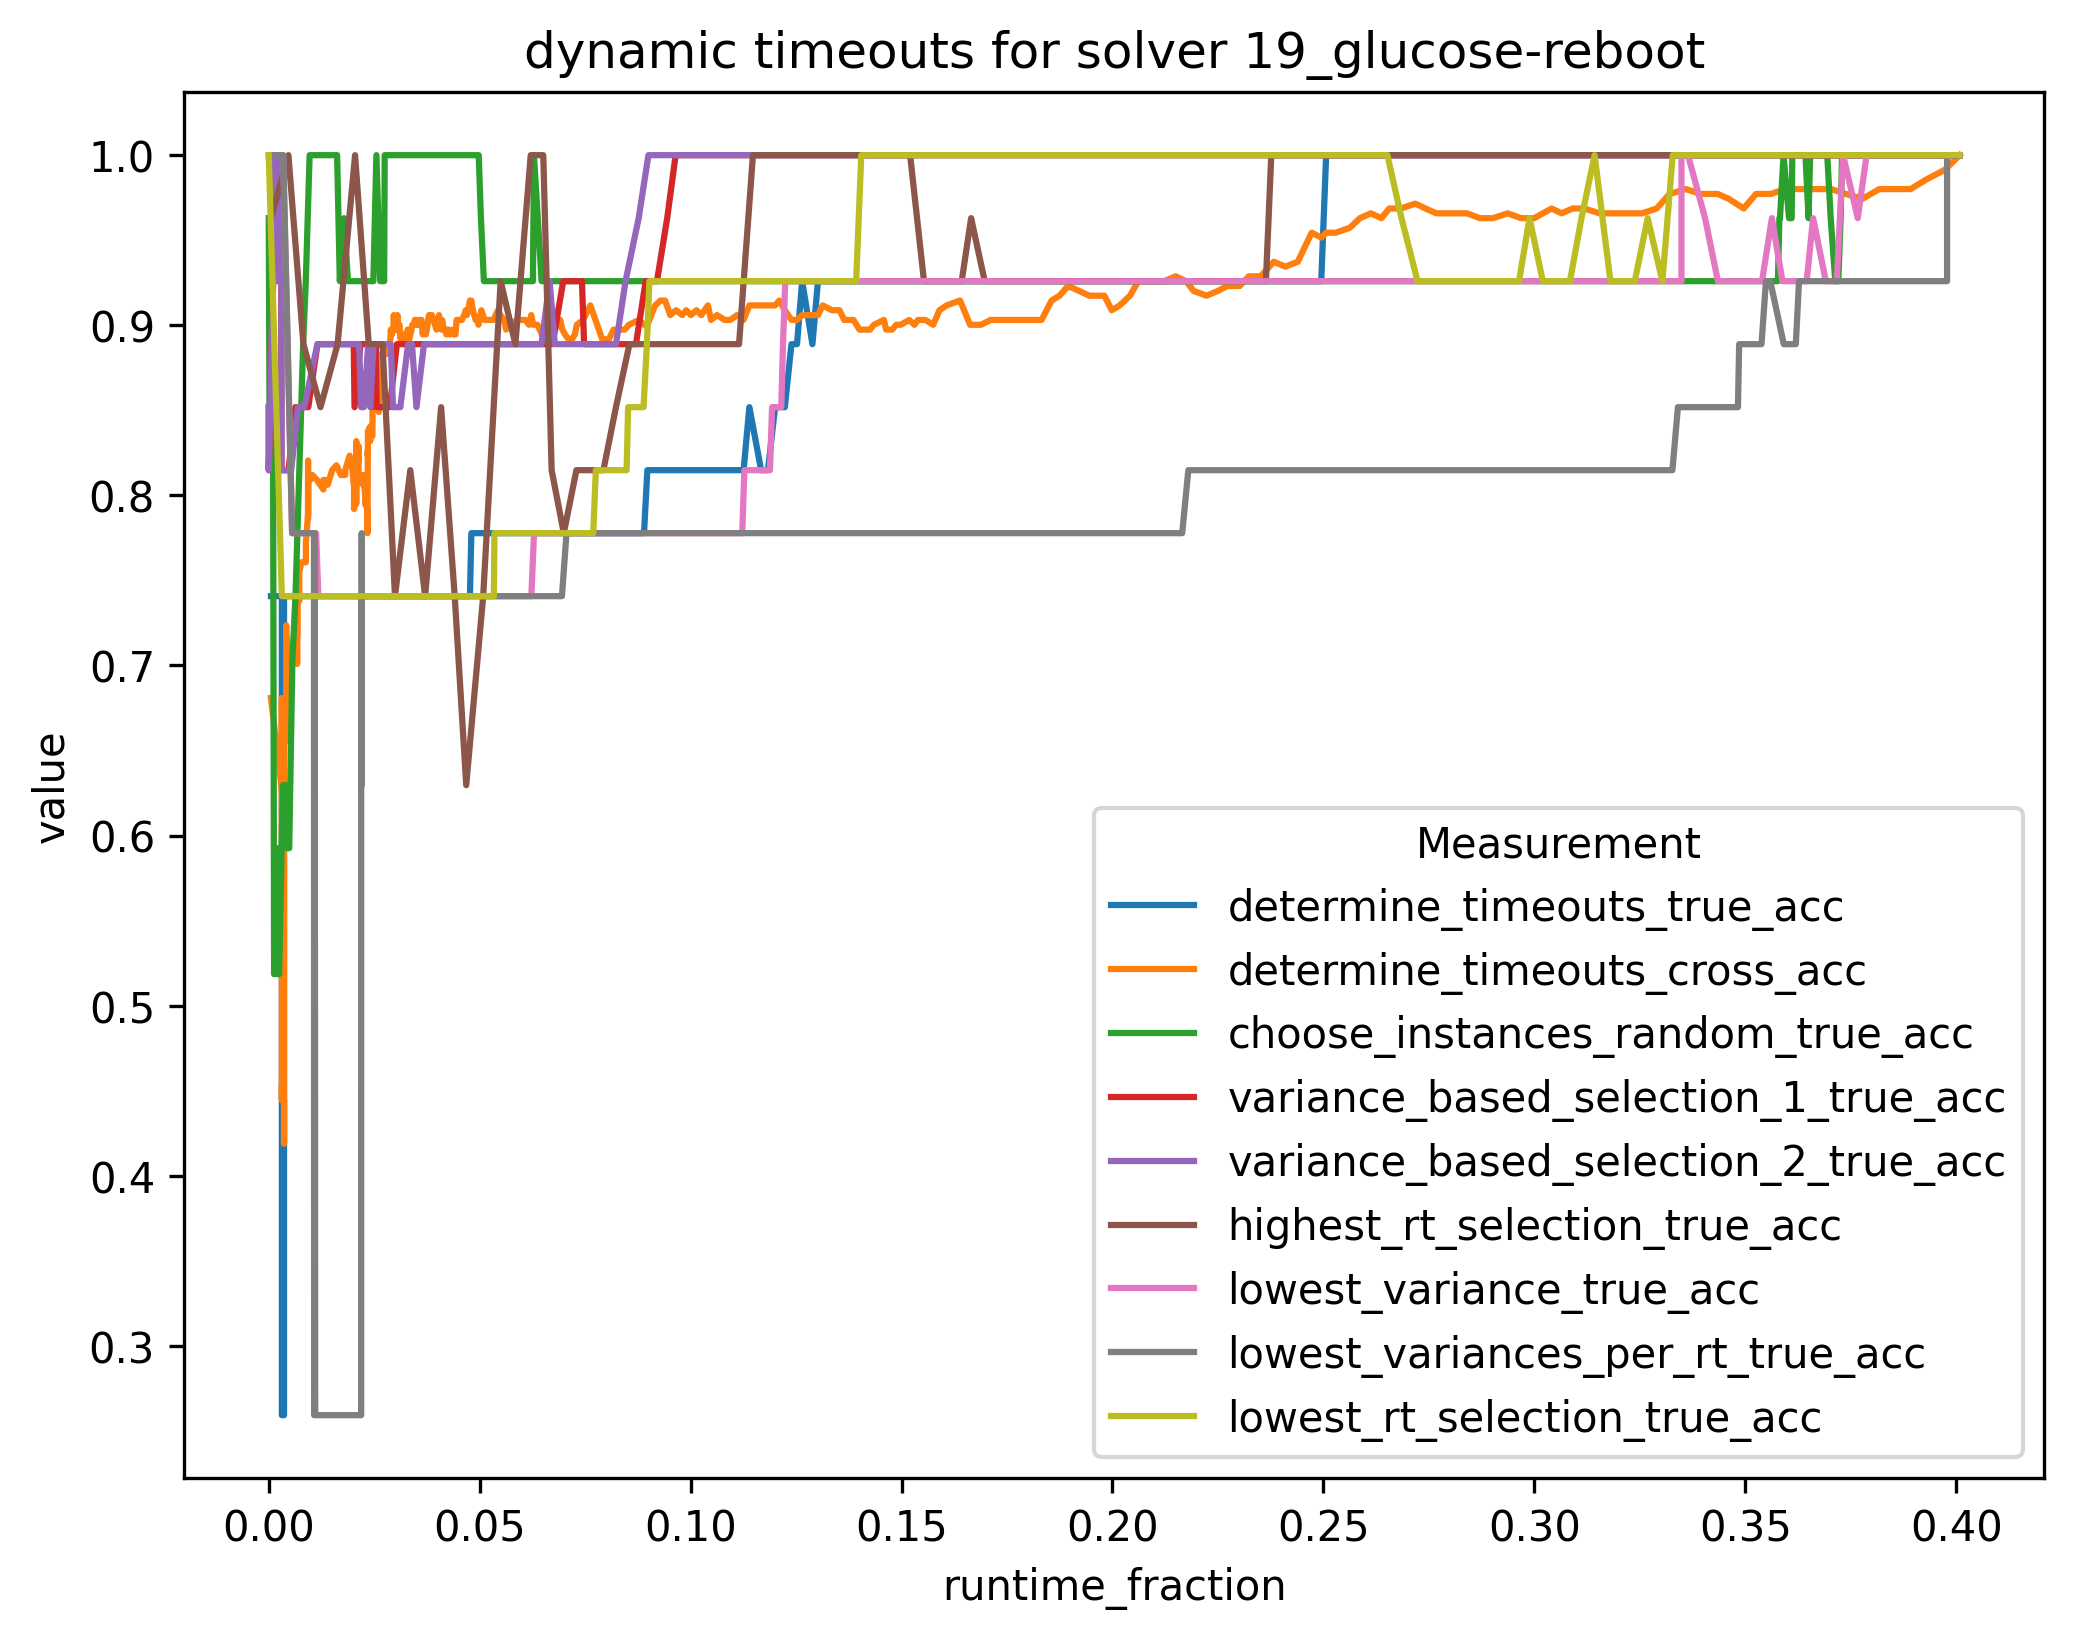 dynamic timeouts for solver 19_glucose-reboot
value
1.0
0.9
0.8
0.7
0.6
0.5
0.4
0.3
Measurement
determine_timeouts_true_acc
determine_timeouts_cross_acc
choose_instances_random_true_acc
variance_based_selection_1_true_acc
variance_based_selection_2_true_acc
highest_rt_selection_true_acc
lowest_variance_true_acc
lowest_variances_per_rt_true_acc
lowest_rt_selection_true_acc
0.00 0.05 0.10 0.15 0.20 0.25 0.30 0.35 0.40
runtime_fraction